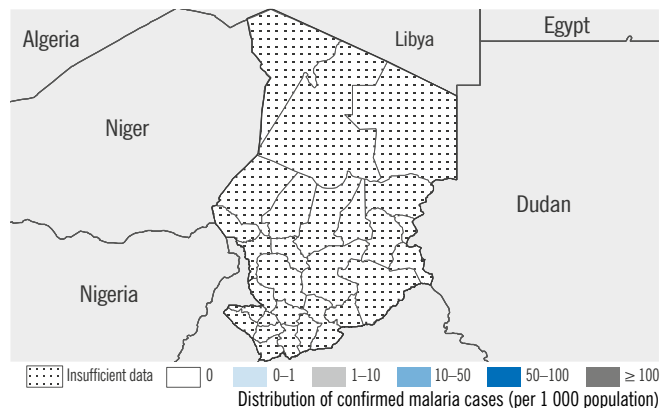 Algeria
Libya
Egypt
Niger
Dudan
Nigeria
Insufficient data 0 0–1 1–10 10–50 50–100 ≥ 100
Distribution of confirmed malaria cases (per 1 000 population)